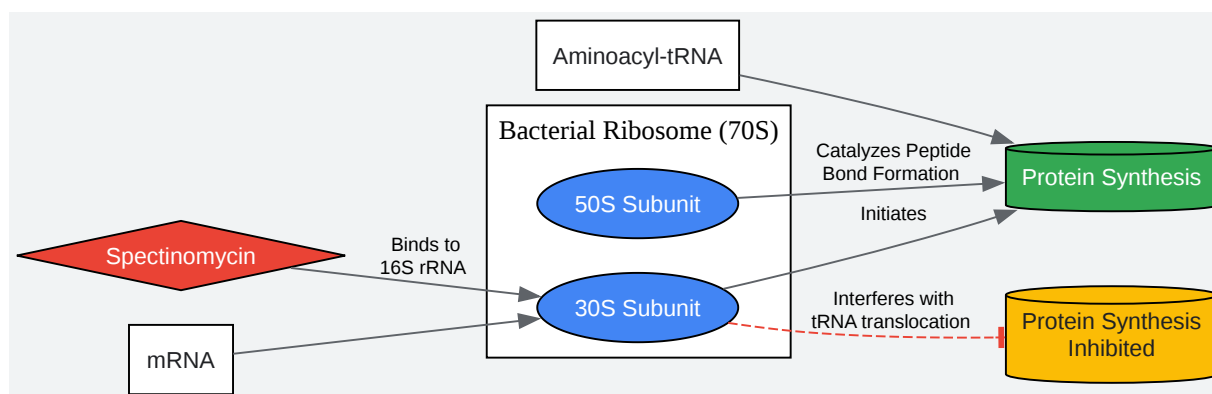 Aminoacyl-tRNA
Bacterial Ribosome (70S)
Catalyzes Peptide
Bond Formation
Protein Synthesis
50S Subunit
Initiates
Spectinomycin
Binds to
16S rRNA
30S Subunit
Interferes with
tRNA translocation
Protein Synthesis
Inhibited
mRNA